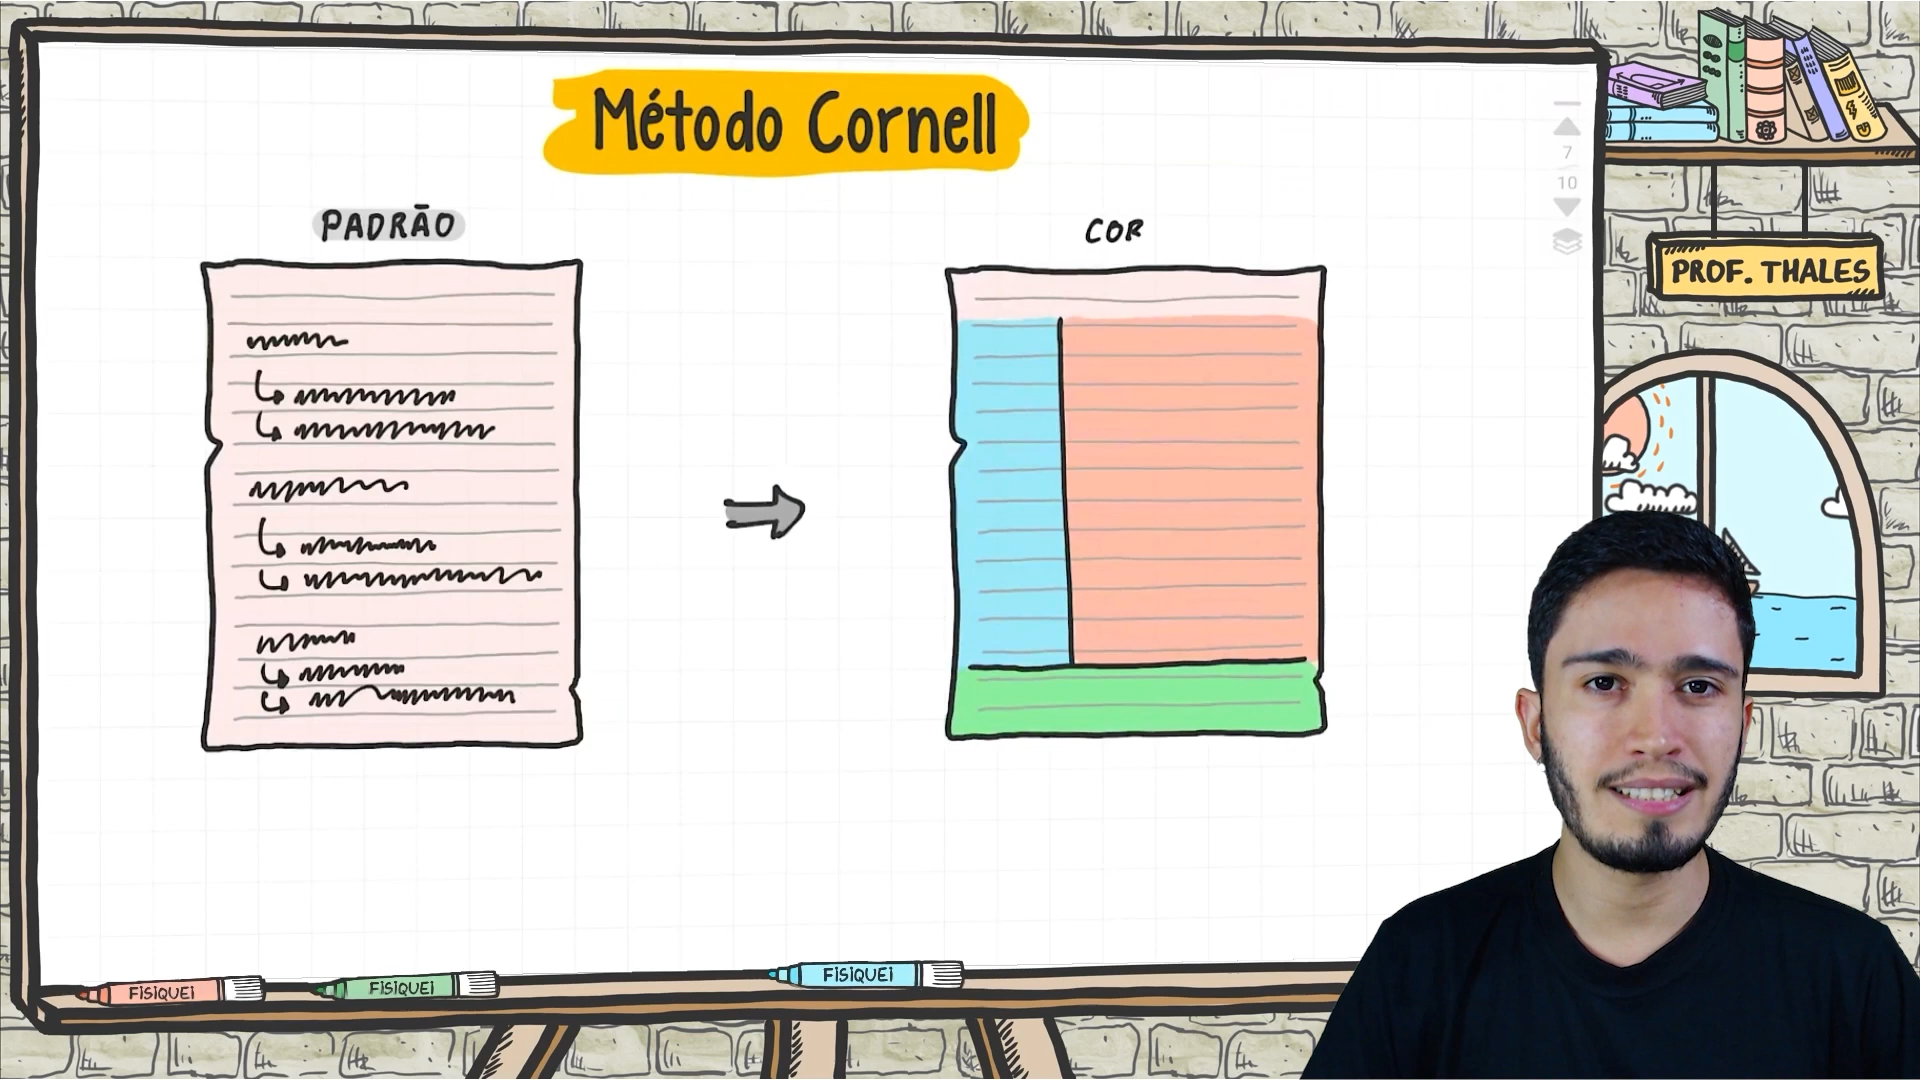 Método Cornell
PADRÃO
COR
7
10
PROF. THALES
FISIQUEI
FISIQUEI
FISIQUEI